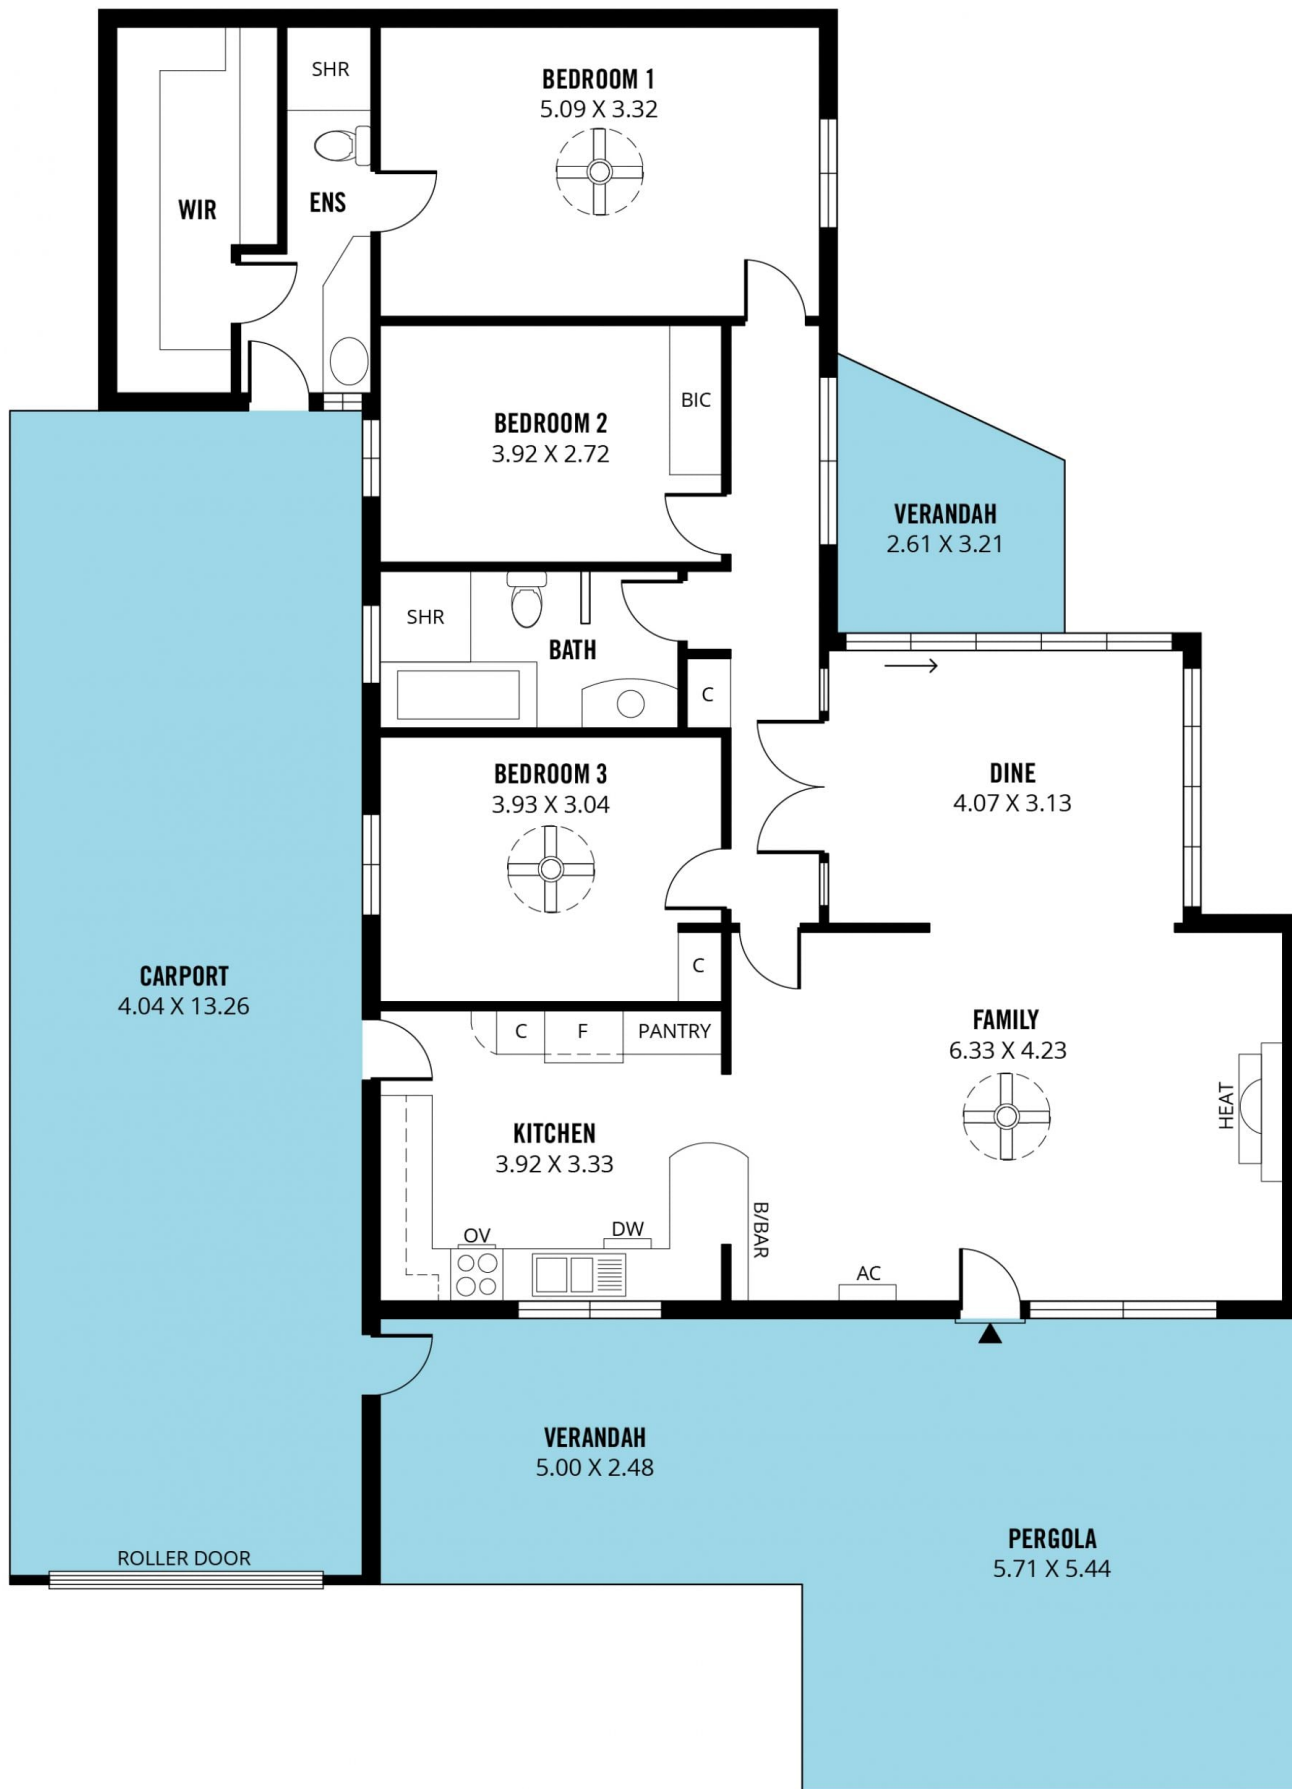 SHR
BEDROOM 1
5.09 X 3.32
WIR
ENS
BIC
BEDROOM 2
3.92 X 2.72
VERANDAH
2.61 X 3.21
SHR
BATH
C
BEDROOM 3
3.93 X 3.04
DINE
4.07 X 3.13
C
CARPORT
4.04 X 13.26
C
F
PANTRY
FAMILY
6.33 X 4.23
HEAT
KITCHEN
3.92 X 3.33
B/BAR
OV
DW
AC
VERANDAH
5.00 X 2.48
ROLLER DOOR
PERGOLA
5.71 X 5.44